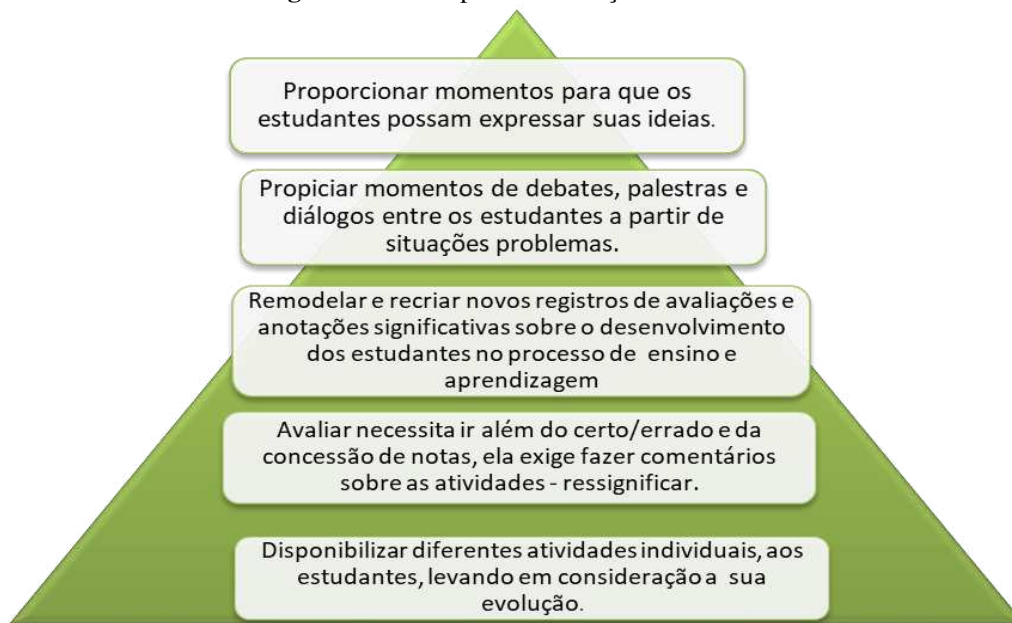 Proporcionar momentos para que os
estudantes possam expressar suas ideias.
Propiciar momentos de debates, palestras e
diálogos entre os estudantes a partir de
situações problemas.
Remodelar e recriar novos registros de avaliações e
anotações significativas sobre o desenvolvimento
dos estudantes no processo de ensino e
aprendizagem
Avaliar necessita ir além do certo/errado e da
concessão de notas, ela exige fazer comentários
sobre as atividades - ressignificar.
Disponibilizar diferentes atividades individuais, aos
estudantes, levando em consideração a sua
evolução.